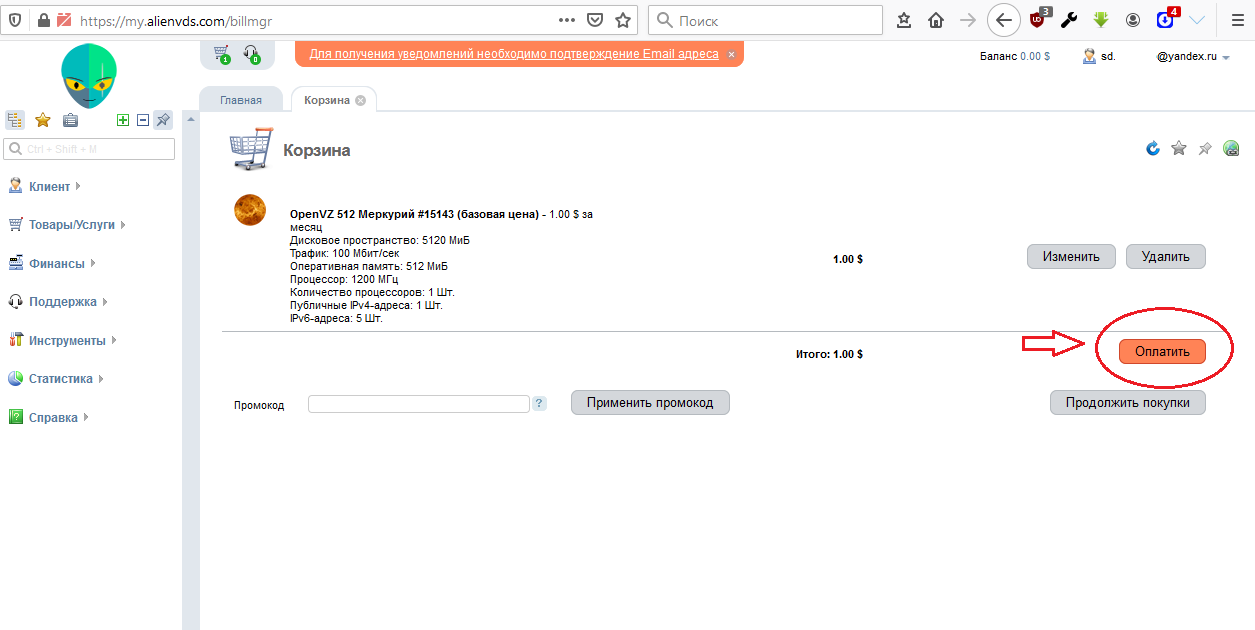 https://my.alienvds.com/billmgr
Поиск
3
4
1
0
Для получения уведомлений необходимо подтверждение Email адреса
Баланс 0.00 $
sd.
@yandex.ru
Главная
Корзина
Ctrl + Shift + M
Клиент
Товары/Услуги
Финансы
Поддержка
Инструменты
Статистика
Справка
Корзина
OpenVZ 512 Меркурий #15143 (базовая цена) - 1.00 $ за
месяц
Дисковое пространство: 5120 МиБ
Трафик: 100 Мбит/сек
Оперативная память: 512 МиБ
Процессор: 1200 МГц
Количество процессоров: 1 Шт.
Публичные IPv4-адреса: 1 Шт.
IPv6-адреса: 5 Шт.
1.00 $
Изменить
Удалить
Итого: 1.00 $
Оплатить
Промокод
?
Применить промокод
Продолжить покупки